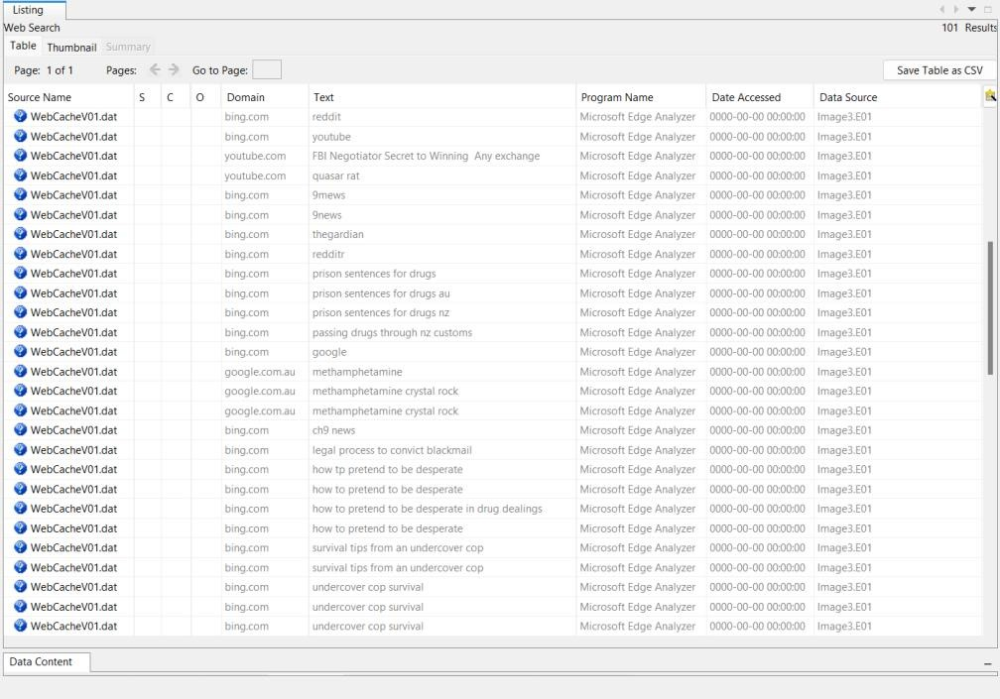 Listing
Web Search
101 Results
Table Thumbnail Summary
Page: 1 of 1 Pages: Go to Page: Save Table as CSV
Source Name S C O Domain Text Program Name Date Accessed Data Source
WebCacheV01.dat bing.com reddit Microsoft Edge Analyzer 0000-00-00 00:00:00 Image3.E01
WebCacheV01.dat bing.com youtube Microsoft Edge Analyzer 0000-00-00 00:00:00 Image3.E01
WebCacheV01.dat youtube.com FBI Negotiator Secret to Winning Any exchange Microsoft Edge Analyzer 0000-00-00 00:00:00 Image3.E01
WebCacheV01.dat youtube.com quasar rat Microsoft Edge Analyzer 0000-00-00 00:00:00 Image3.E01
WebCacheV01.dat bing.com 9mews Microsoft Edge Analyzer 0000-00-00 00:00:00 Image3.E01
WebCacheV01.dat bing.com 9news Microsoft Edge Analyzer 0000-00-00 00:00:00 Image3.E01
WebCacheV01.dat bing.com thegardian Microsoft Edge Analyzer 0000-00-00 00:00:00 Image3.E01
WebCacheV01.dat bing.com redditr Microsoft Edge Analyzer 0000-00-00 00:00:00 Image3.E01
WebCacheV01.dat bing.com prison sentences for drugs Microsoft Edge Analyzer 0000-00-00 00:00:00 Image3.E01
WebCacheV01.dat bing.com prison sentences for drugs au Microsoft Edge Analyzer 0000-00-00 00:00:00 Image3.E01
WebCacheV01.dat bing.com prison sentences for drugs nz Microsoft Edge Analyzer 0000-00-00 00:00:00 Image3.E01
WebCacheV01.dat bing.com passing drugs through nz customs Microsoft Edge Analyzer 0000-00-00 00:00:00 Image3.E01
WebCacheV01.dat bing.com google Microsoft Edge Analyzer 0000-00-00 00:00:00 Image3.E01
WebCacheV01.dat google.com.au methamphetamine Microsoft Edge Analyzer 0000-00-00 00:00:00 Image3.E01
WebCacheV01.dat google.com.au methamphetamine crystal rock Microsoft Edge Analyzer 0000-00-00 00:00:00 Image3.E01
WebCacheV01.dat google.com.au methamphetamine crystal rock Microsoft Edge Analyzer 0000-00-00 00:00:00 Image3.E01
WebCacheV01.dat bing.com ch9 news Microsoft Edge Analyzer 0000-00-00 00:00:00 Image3.E01
WebCacheV01.dat bing.com legal process to convict blackmail Microsoft Edge Analyzer 0000-00-00 00:00:00 Image3.E01
WebCacheV01.dat bing.com how tp pretend to be desperate Microsoft Edge Analyzer 0000-00-00 00:00:00 Image3.E01
WebCacheV01.dat bing.com how to pretend to be desperate Microsoft Edge Analyzer 0000-00-00 00:00:00 Image3.E01
WebCacheV01.dat bing.com how to pretend to be desperate in drug dealings Microsoft Edge Analyzer 0000-00-00 00:00:00 Image3.E01
WebCacheV01.dat bing.com how to pretend to be desperate Microsoft Edge Analyzer 0000-00-00 00:00:00 Image3.E01
WebCacheV01.dat bing.com survival tips from an undercover cop Microsoft Edge Analyzer 0000-00-00 00:00:00 Image3.E01
WebCacheV01.dat bing.com survival tips from an undercover cop Microsoft Edge Analyzer 0000-00-00 00:00:00 Image3.E01
WebCacheV01.dat bing.com undercover cop survival Microsoft Edge Analyzer 0000-00-00 00:00:00 Image3.E01
WebCacheV01.dat bing.com undercover cop survival Microsoft Edge Analyzer 0000-00-00 00:00:00 Image3.E01
WebCacheV01.dat bing.com undercover cop survival Microsoft Edge Analyzer 0000-00-00 00:00:00 Image3.E01
Data Content